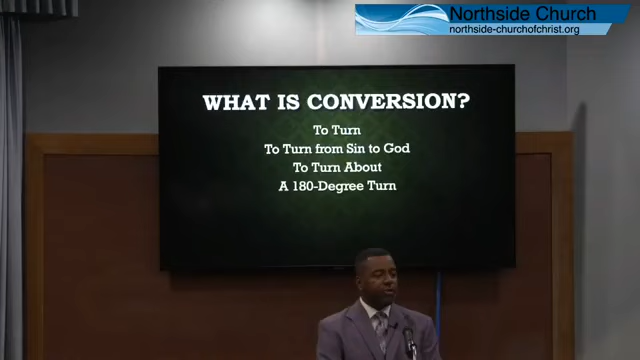 Northside Church
northside-churchofchrist.org
WHAT IS CONVERSION?
To Turn
To Turn from Sin to God
To Turn About
A 180-Degree Turn